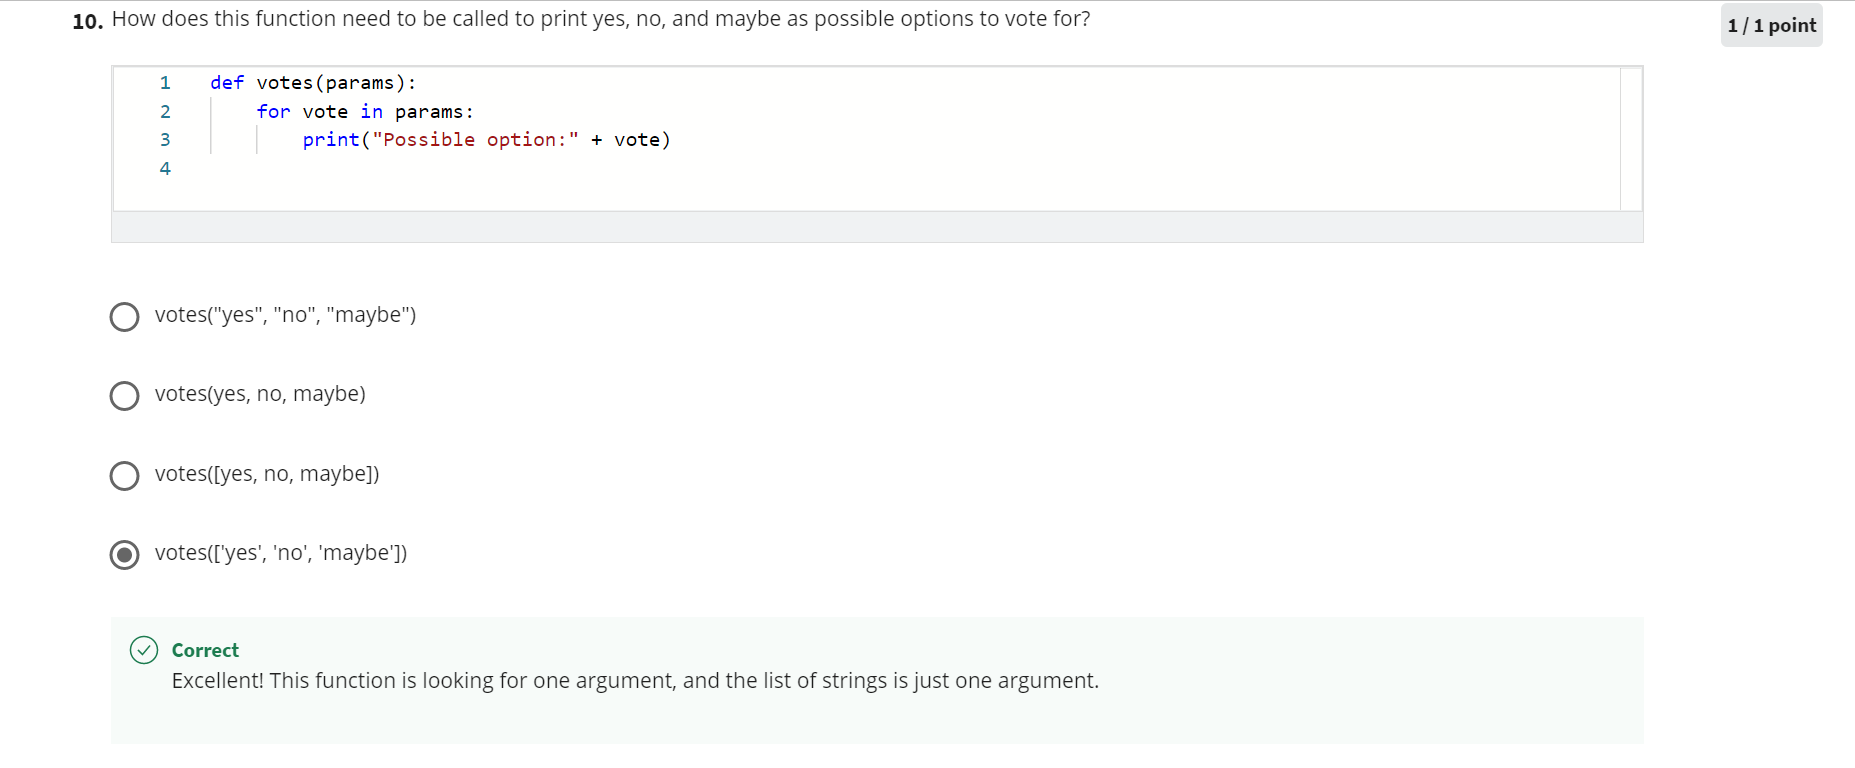 10. How does this function need to be called to print yes, no, and maybe as possible options to vote for?
1 / 1 point
1 def votes(params):
2     for vote in params:
3         print("Possible option:" + vote)
4
votes("yes", "no", "maybe")
votes(yes, no, maybe)
votes([yes, no, maybe])
votes(['yes', 'no', 'maybe'])
Correct
Excellent! This function is looking for one argument, and the list of strings is just one argument.